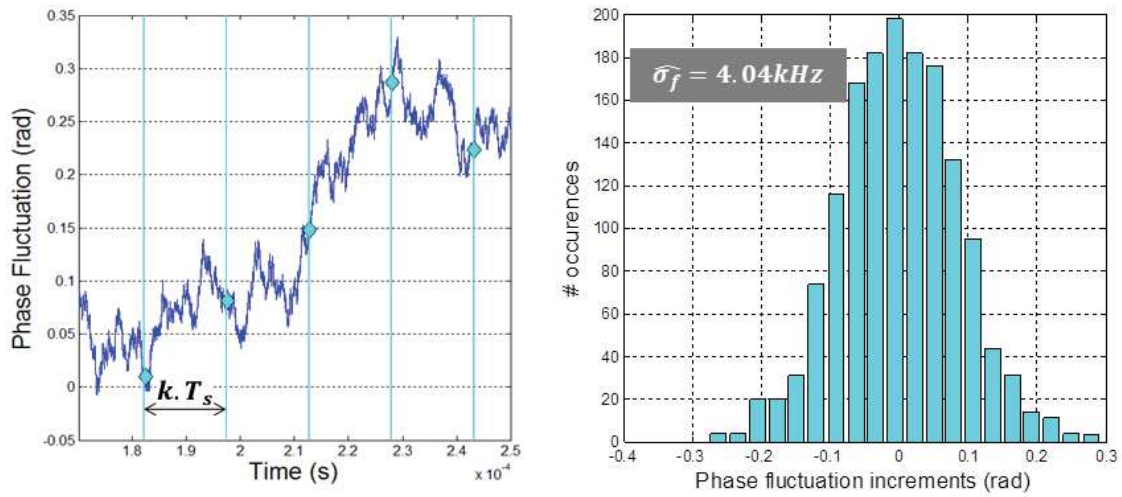 0.35
0.3
0.25
0.2
0.15
0.1
0.05
0
-0.05
Phase Fluctuation (rad)
k.Tₛ
1.8 1.9 2 2.1 2.2 2.3 2.4 2.5
Time (s)
x 10⁻⁴
200
180
160
140
120
100
80
60
40
20
0
# occurences
σ̂_f = 4.04kHz
-0.4 -0.3 -0.2 -0.1 0 0.1 0.2 0.3
Phase fluctuation increments (rad)